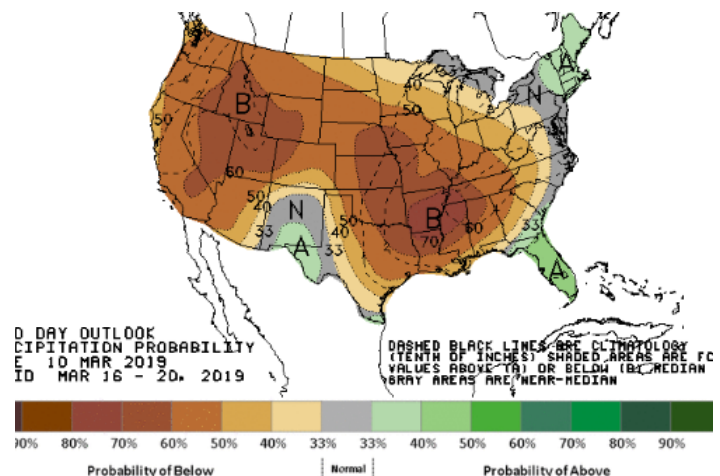 33
40
50
A
N
B
50
60
50
40
33
N
A
50
40
33
B
70
60
33
A
D DAY OUTLOOK
CIPITATION PROBABILITY
E 10 MAR 2019
ID MAR 16 - 20, 2019
DASHED BLACK LINES ARE CLIMATOLOGY
(TENTH OF INCHES) SHADED AREAS ARE FC
VALUES ABOVE (A) OR BELOW (B) MEDIAN
GRAY AREAS ARE NEAR-MEDIAN
90% 80% 70% 60% 50% 40% 33% 33% 40% 50% 60% 70% 80% 90%
Probability of Below Normal Probability of Above